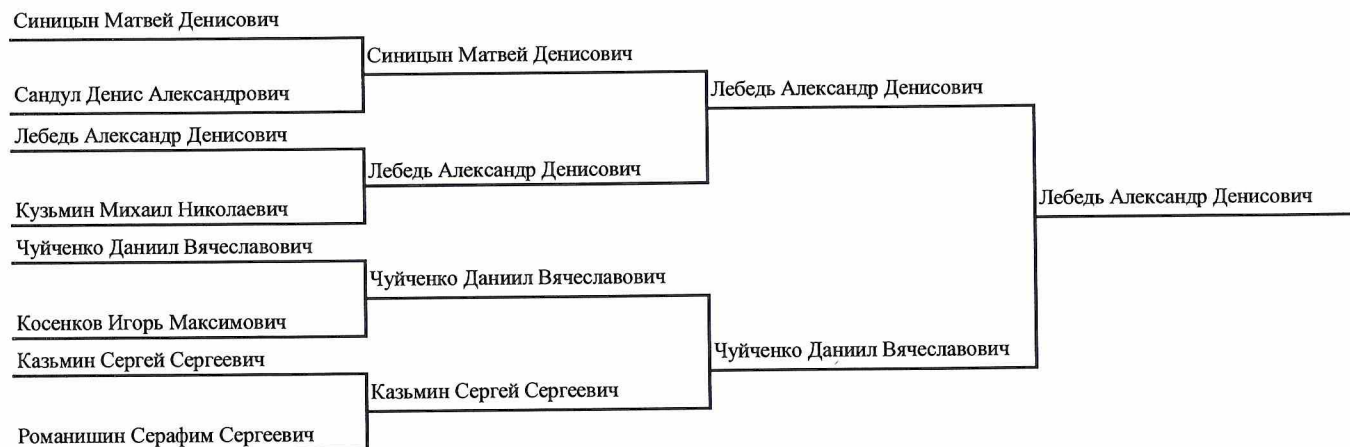 Синицын Матвей Денисович
Синицын Матвей Денисович
Сандул Денис Александрович
Лебедь Александр Денисович
Лебедь Александр Денисович
Лебедь Александр Денисович
Кузьмин Михаил Николаевич
Лебедь Александр Денисович
Чуйченко Даниил Вячеславович
Чуйченко Даниил Вячеславович
Косенков Игорь Максимович
Чуйченко Даниил Вячеславович
Казьмин Сергей Сергеевич
Казьмин Сергей Сергеевич
Романишин Серафим Сергеевич